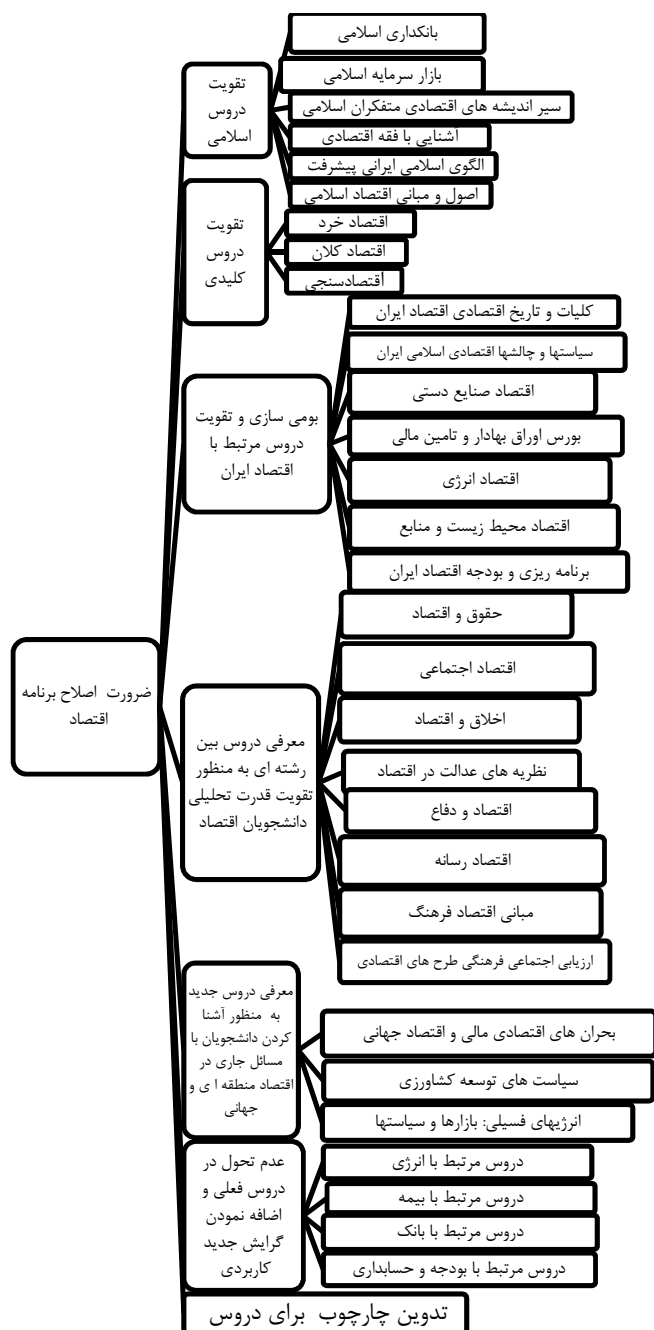 ضرورت اصلاح برنامه
اقتصاد
تقویت
دروس
اسلامی
بانکداری اسلامی
بازار سرمایه اسلامی
سیر اندیشه های اقتصادی متفکران اسلامی
آشنایی با فقه اقتصادی
الگوی اسلامی ایرانی پیشرفت
اصول و مبانی اقتصاد اسلامی
تقویت
دروس
کلیدی
اقتصاد خرد
اقتصاد کلان
اقتصادسنجی
بومی سازی و تقویت
دروس مرتبط با
اقتصاد ایران
کلیات و تاریخ اقتصادی اقتصاد ایران
سیاستها و چالشها اقتصادی اسلامی ایران
اقتصاد صنایع دستی
بورس اوراق بهادار و تامین مالی
اقتصاد انرژی
اقتصاد محیط زیست و منابع
برنامه ریزی و بودجه اقتصاد ایران
معرفی دروس بین
رشته ای به منظور
تقویت قدرت تحلیلی
دانشجویان اقتصاد
حقوق و اقتصاد
اقتصاد اجتماعی
اخلاق و اقتصاد
نظریه های عدالت در اقتصاد
اقتصاد و دفاع
اقتصاد رسانه
مبانی اقتصاد فرهنگ
ارزیابی اجتماعی فرهنگی طرح های اقتصادی
معرفی دروس جدید
به منظور آشنا
کردن دانشجویان با
مسائل جاری در
اقتصاد منطقه ا ی و
جهانی
بحران های اقتصادی مالی و اقتصاد جهانی
سیاست های توسعه کشاورزی
انرژیهای فسیلی: بازارها و سیاستها
عدم تحول در
دروس فعلی و
اضافه نمودن
گرایش جدید
کاربردی
دروس مرتبط با انرژی
دروس مرتبط با بیمه
دروس مرتبط با بانک
دروس مرتبط با بودجه و حسابداری
تدوین چارچوب برای دروس